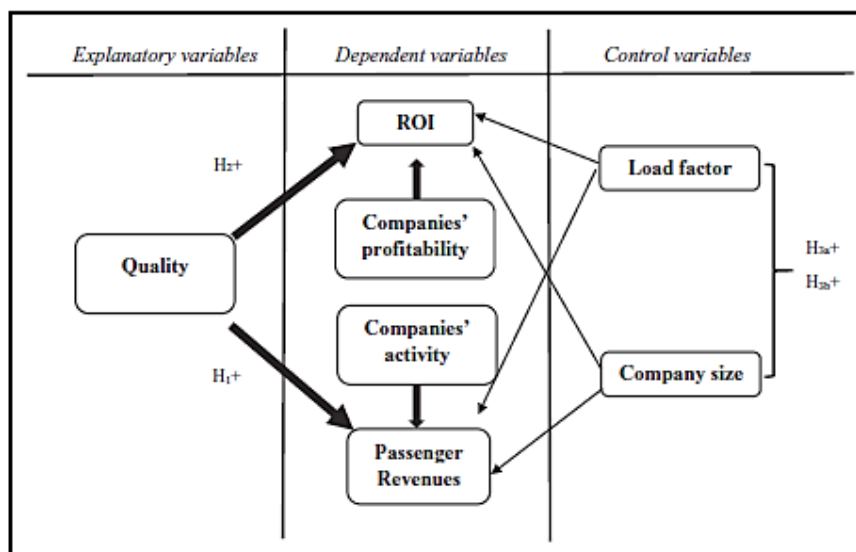 Explanatory variables
Dependent variables
Control variables
ROI
H₂+
Load factor
Companies’
profitability
Quality
H₃ₐ+
H₃b+
Companies’
activity
H₁+
Company size
Passenger
Revenues